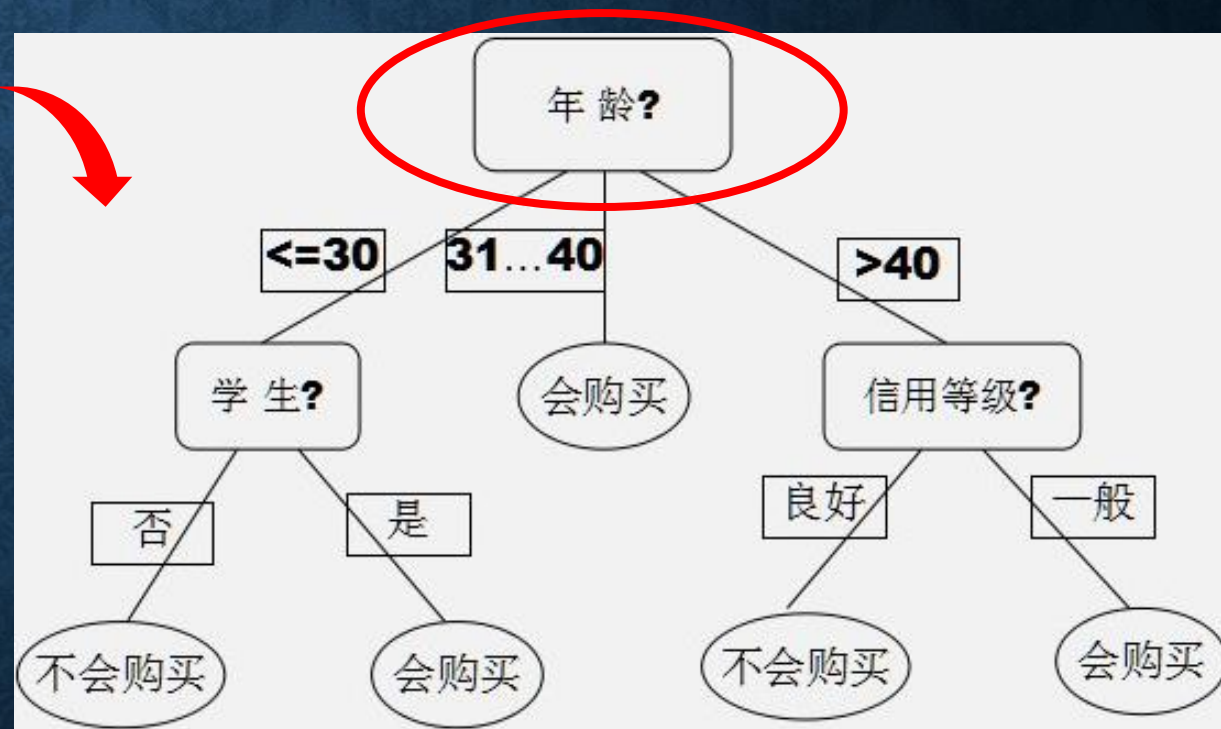 年 龄?
<=30
31…40
>40
学 生?
会购买
信用等级?
否
是
良好
一般
不会购买
会购买
不会购买
会购买